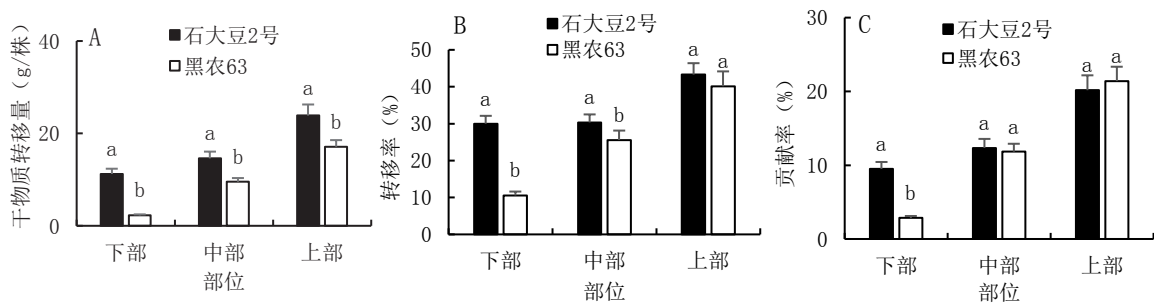 A
石大豆2号
黑农63
干物质转移量（g/株）
40
20
0
a
b
a
b
a
b
下部
中部
上部
部位
B
石大豆2号
黑农63
转移率（%）
50
40
30
20
10
0
a
b
a
b
a
a
下部
中部
上部
部位
C
石大豆2号
黑农63
贡献率（%）
30
20
10
0
a
b
a
a
a
a
下部
中部
上部
部位